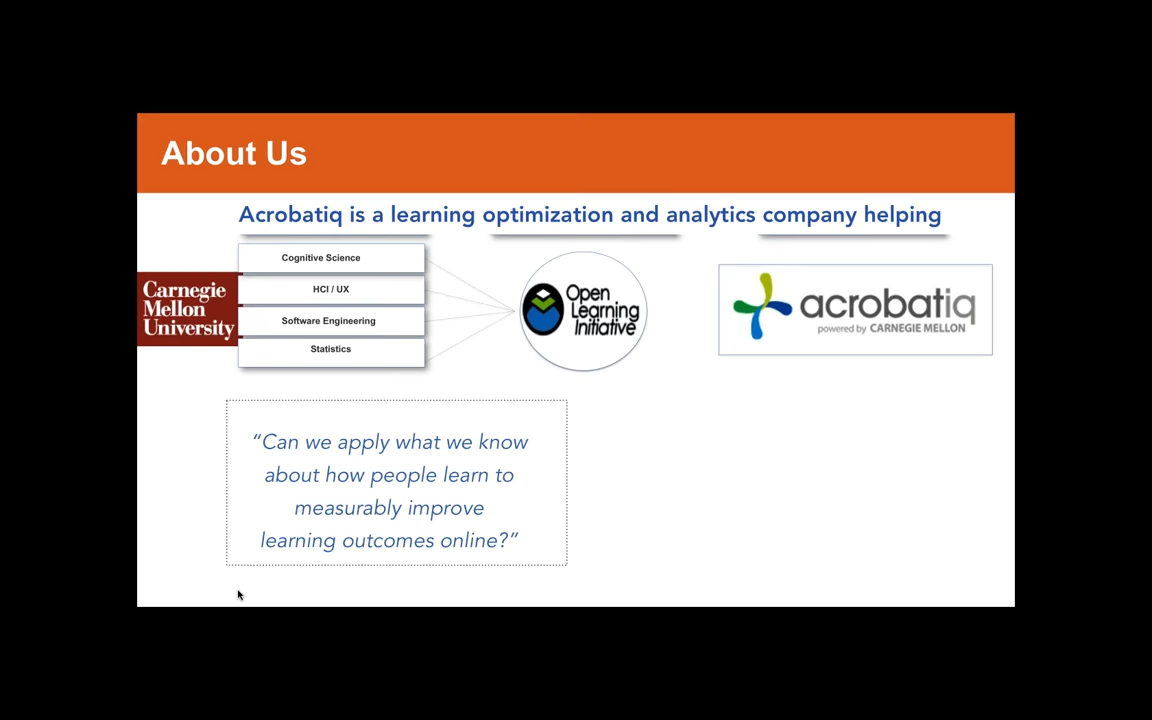 About Us
Acrobatiq is a learning optimization and analytics company helping
Carnegie
Mellon
University
Cognitive Science
HCI / UX
Software Engineering
Statistics
Open
Learning
Initiative
acrobatiq
powered by CARNEGIE MELLON
“Can we apply what we know
about how people learn to
measurably improve
learning outcomes online?”